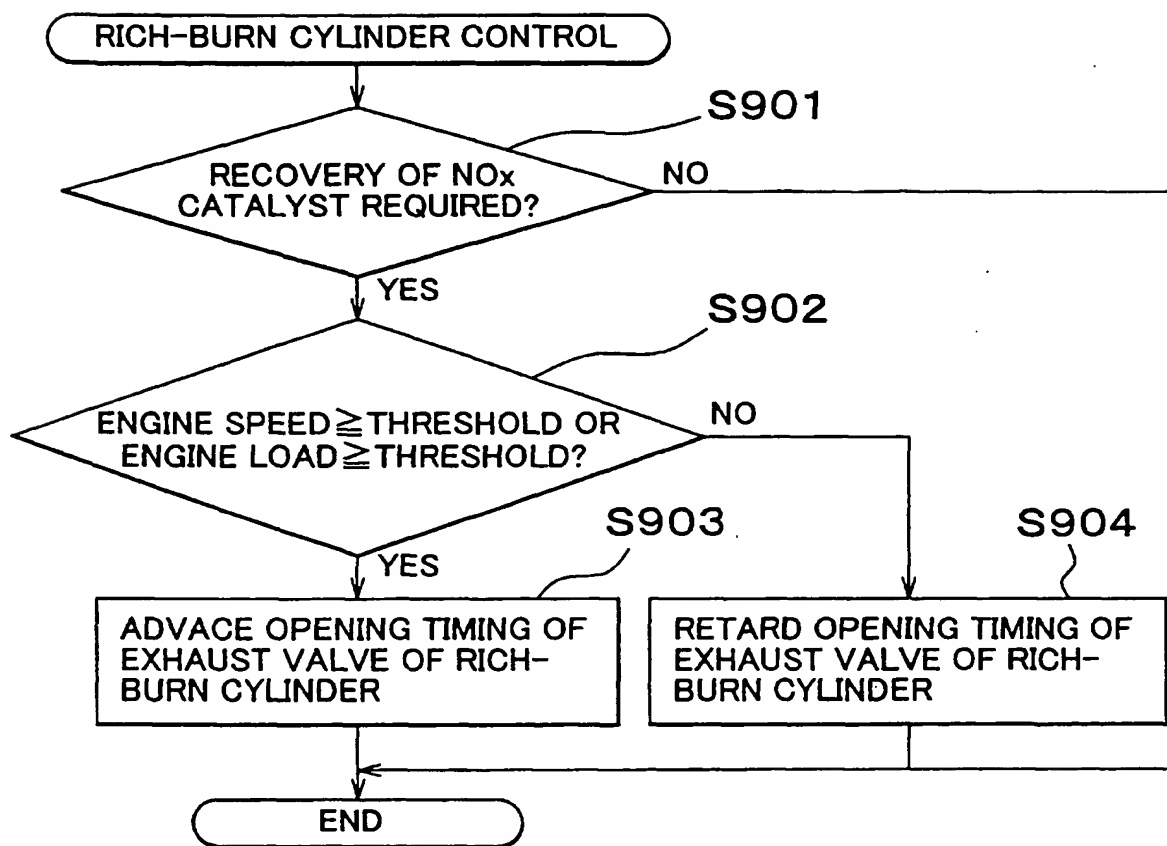 RICH-BURN CYLINDER CONTROL
S901
RECOVERY OF NOx
CATALYST REQUIRED?
NO
YES
S902
ENGINE SPEED≧THRESHOLD OR
ENGINE LOAD≧THRESHOLD?
NO
YES
S903
S904
ADVACE OPENING TIMING OF
EXHAUST VALVE OF RICH-
BURN CYLINDER
RETARD OPENING TIMING OF
EXHAUST VALVE OF RICH-
BURN CYLINDER
END